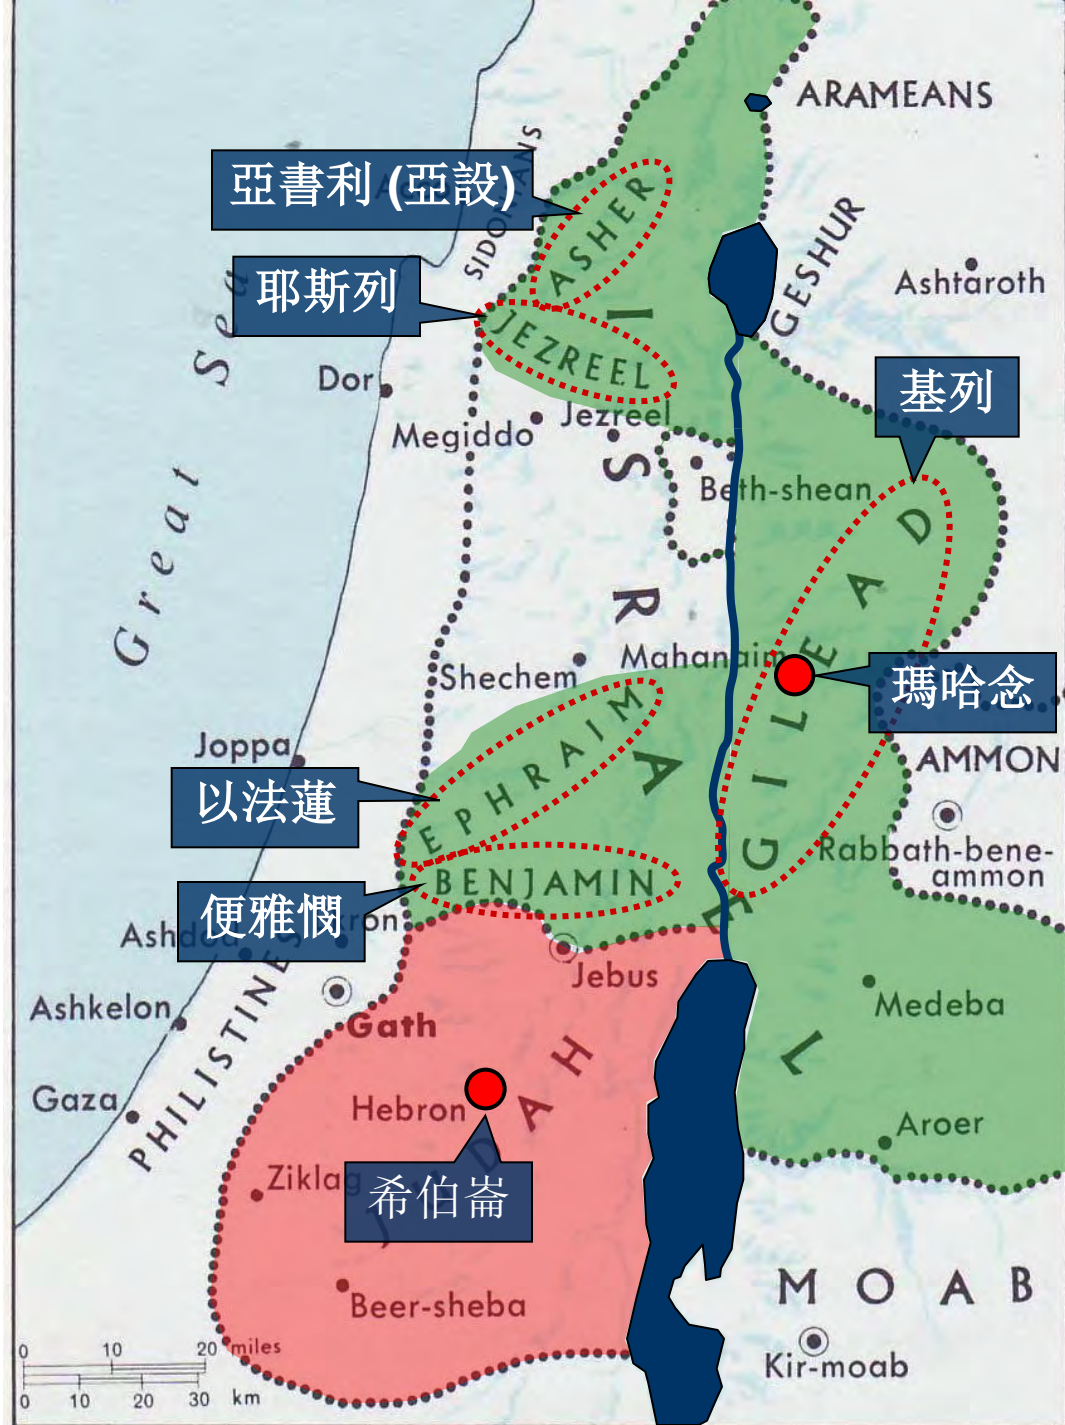 ARAMEANS
SIDONIANS
亞書利 (亞設)
ASHER
GESHUR
Ashtaroth
耶斯列
JEZREEL
Great Sea
Dor
基列
Jezreel
Megiddo
Beth-shean
ISRAEL
GILEAD
Mahanaim
瑪哈念
Shechem
Joppa
AMMON
以法蓮
EPHRAIM
Rabbath-bene-
ammon
BENJAMIN
便雅憫
Ashdod
Jebus
Ashkelon
Gath
Medeba
PHILISTINES
Gaza
Hebron
JUDAH
Aroer
Ziklag
希伯崙
MOAB
Beer-sheba
0 10 20 miles
Kir-moab
0 10 20 30 km